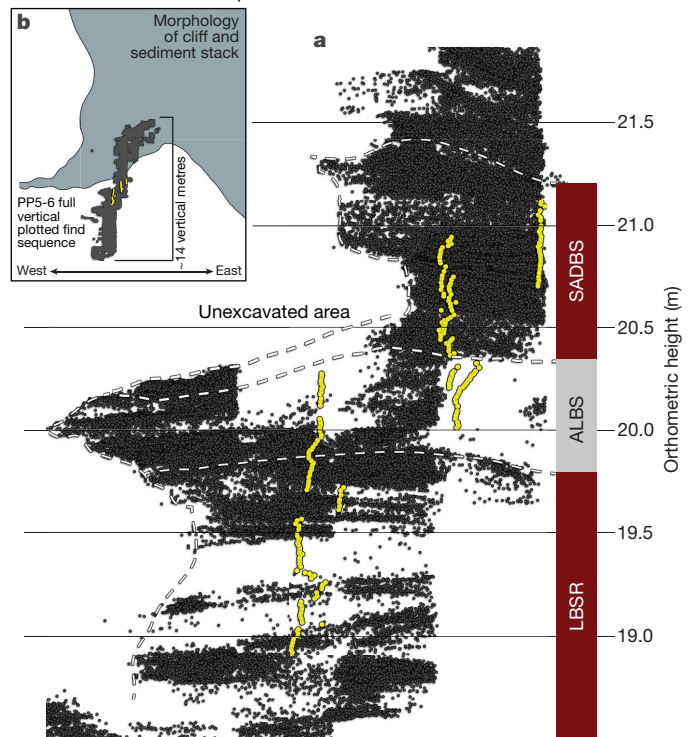 b
Morphology
of cliff and
sediment stack
PP5-6 full
vertical
plotted find
sequence
~14 vertical metres
West
East
a
Unexcavated area
21.5
21.0
20.5
20.0
19.5
19.0
SADBS
ALBS
LBSR
Orthometric height (m)